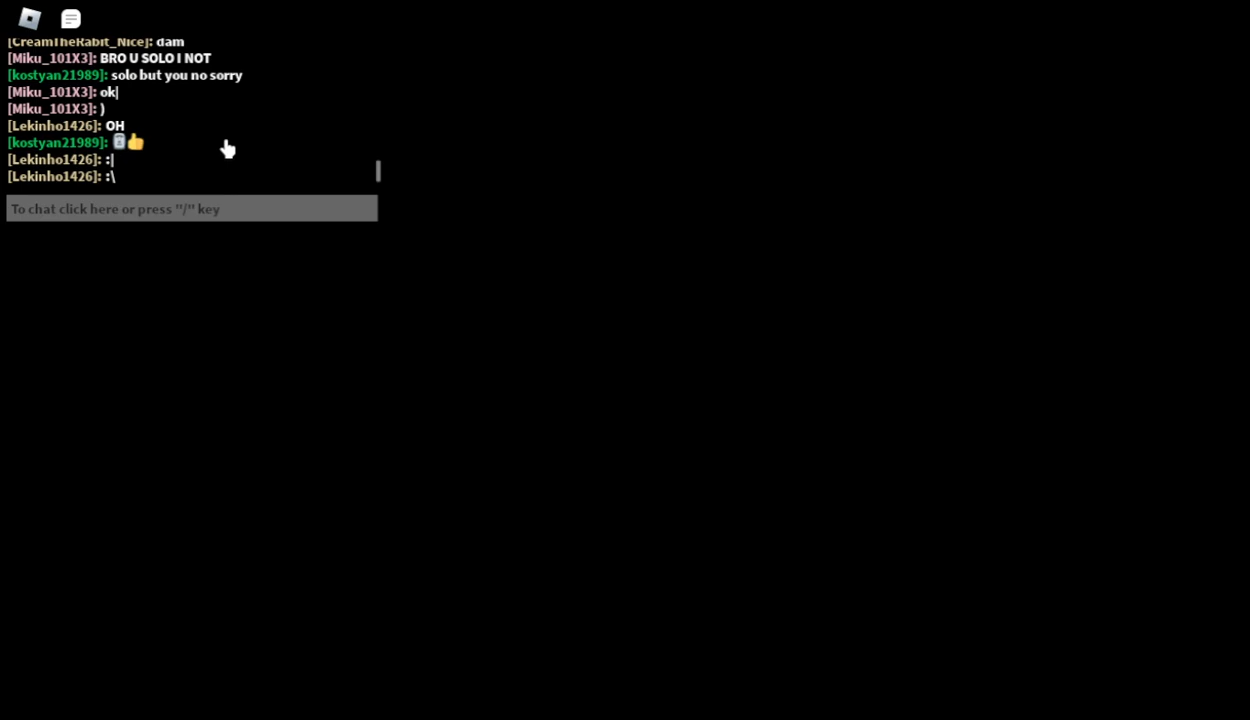 [CreamTheRabit_Nice]: dam
[Miku_101X3]: BRO U SOLO I NOT
[kostyan21989]: solo but you no sorry
[Miku_101X3]: ok|
[Miku_101X3]: )
[Lekinho1426]: OH
[kostyan21989]: 👍
[Lekinho1426]: :|
[Lekinho1426]: :\
To chat click here or press "/" key